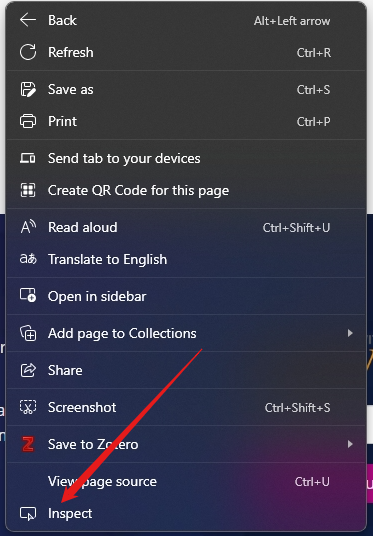 Back Alt+Left arrow
Refresh Ctrl+R
Save as Ctrl+S
Print Ctrl+P
Send tab to your devices
Create QR Code for this page
Read aloud Ctrl+Shift+U
Translate to English
Open in sidebar
Add page to Collections
Share
Screenshot Ctrl+Shift+S
Save to Zotero
View page source Ctrl+U
Inspect